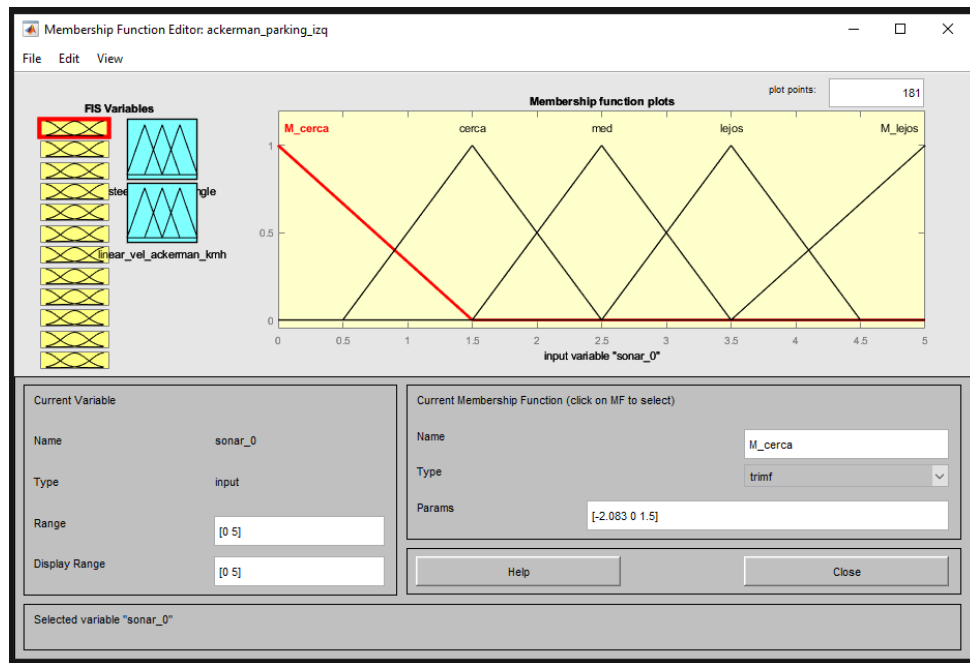 Membership Function Editor: ackerman_parking_izq
File Edit View
FIS Variables
plot points: 181
Membership function plots
M_cerca cerca med lejos M_lejos
1
0.5
0
0 0.5 1 1.5 2 2.5 3 3.5 4 4.5 5
input variable "sonar_0"
stee ngle
linear_vel_ackerman_kmh
Current Variable
Name sonar_0
Type input
Range [0 5]
Display Range [0 5]
Current Membership Function (click on MF to select)
Name M_cerca
Type trimf
Params [-2.083 0 1.5]
Help Close
Selected variable "sonar_0"